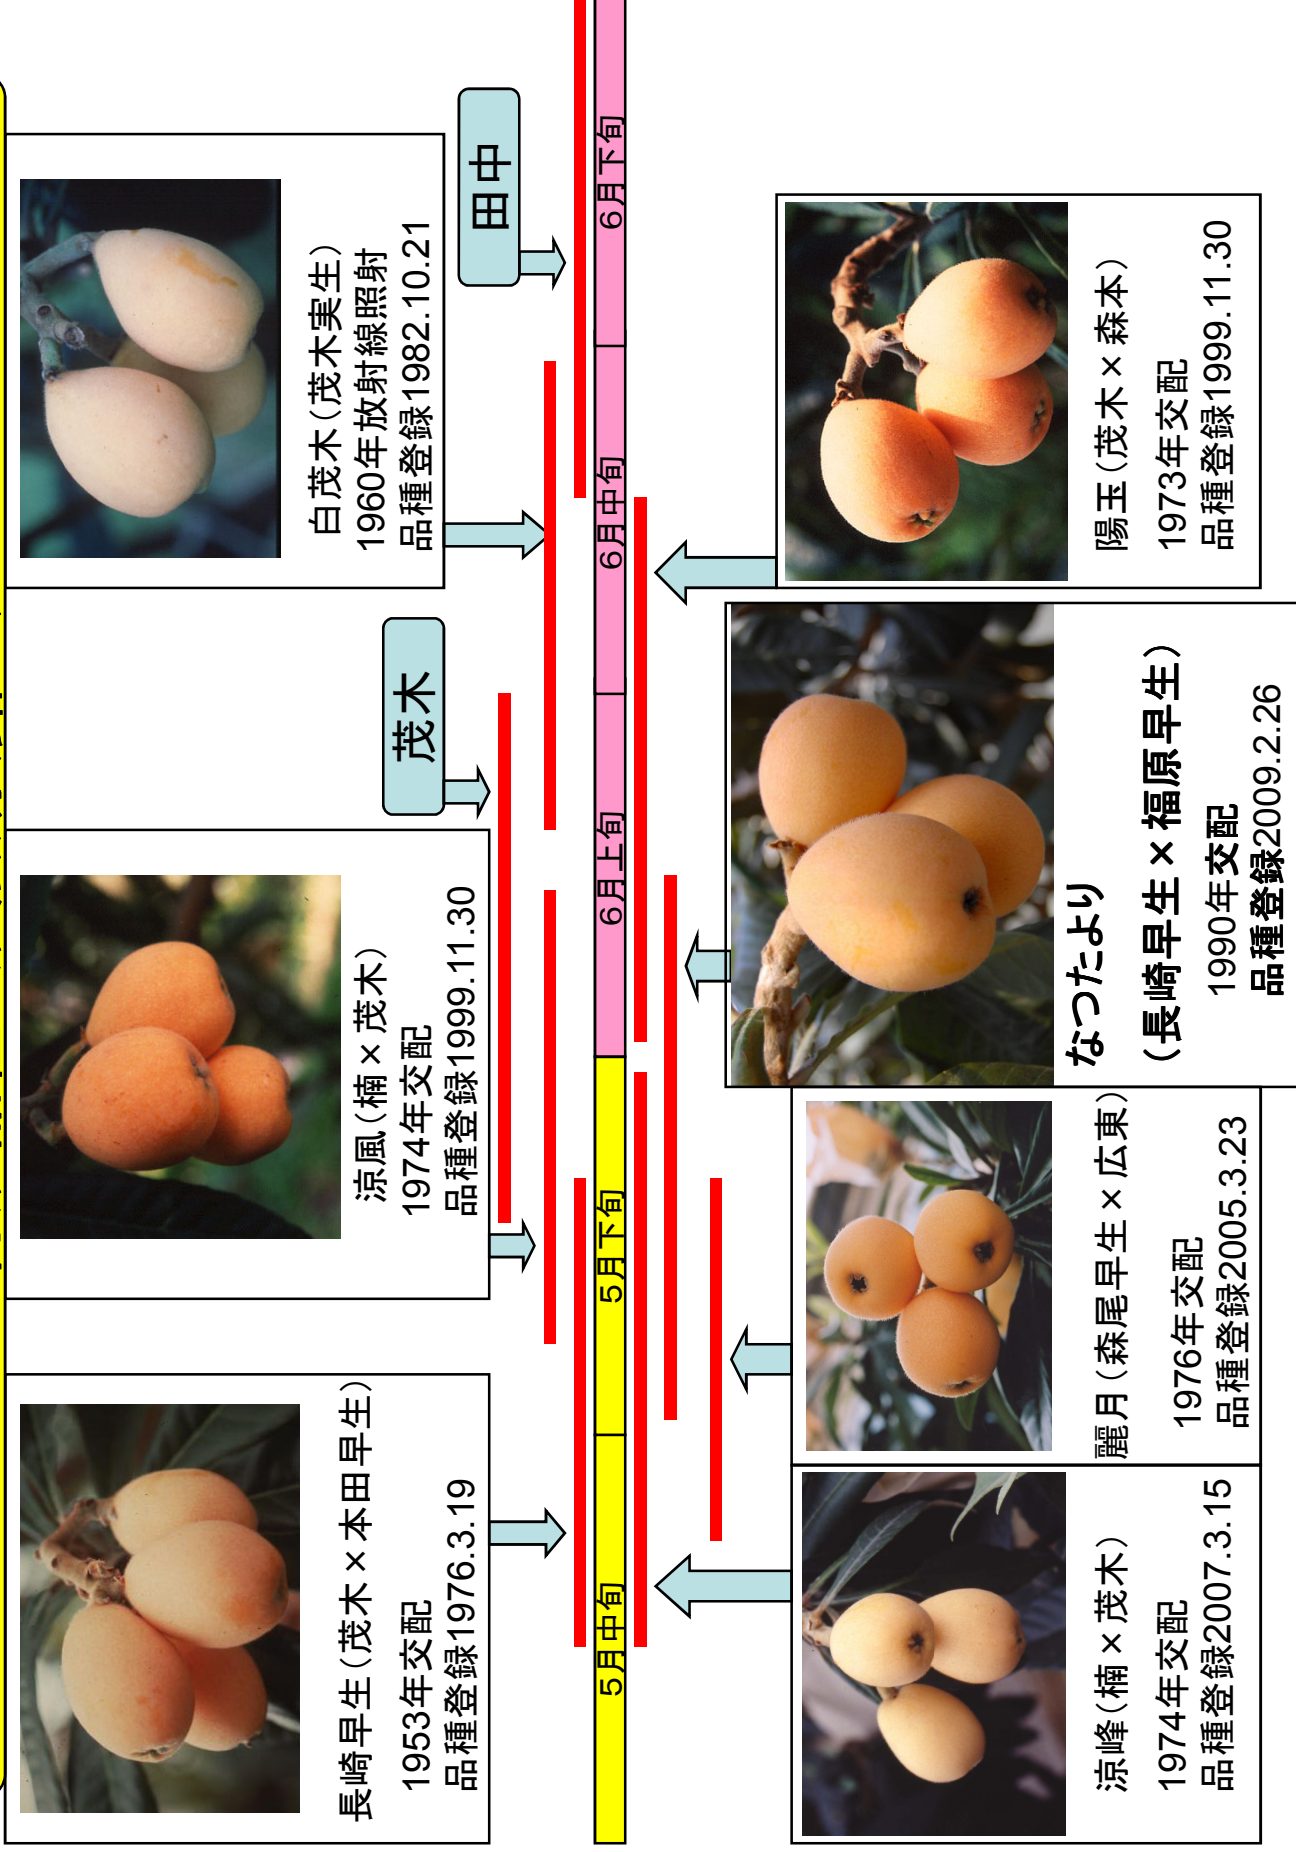 長崎早生（茂木×本田早生）
1953年交配
品種登録1976.3.19
涼風（楠×茂木）
1974年交配
品種登録1999.11.30
茂木
白茂木（茂木実生）
1960年放射線照射
品種登録1982.10.21
田中
５月中旬
５月下旬
６月上旬
６月中旬
６月下旬
涼峰（楠×茂木）
1974年交配
品種登録2007.3.15
麗月（森尾早生×広東）
1976年交配
品種登録2005.3.23
なつたより
（長崎早生×福原早生）
1990年交配
品種登録2009.2.26
陽玉（茂木×森本）
1973年交配
品種登録1999.11.30